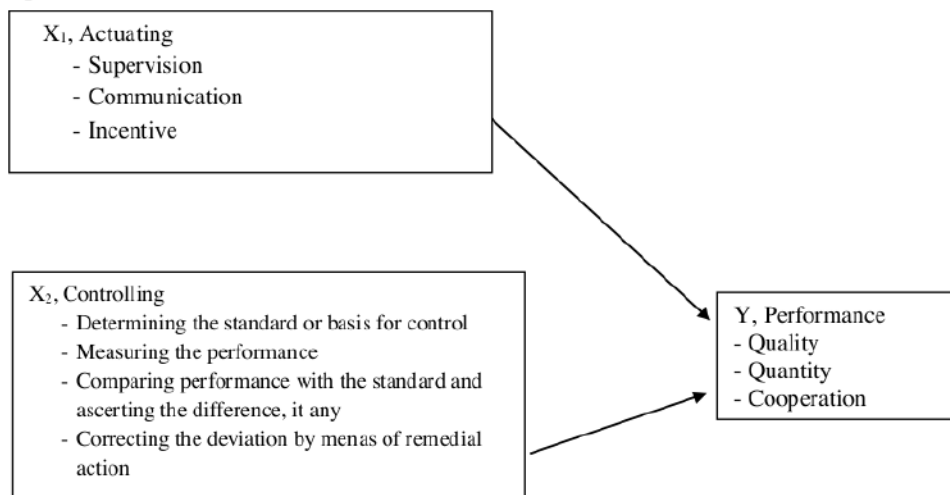 X₁, Actuating
- Supervision
- Communication
- Incentive
X₂, Controlling
- Determining the standard or basis for control
- Measuring the performance
- Comparing performance with the standard and
ascerting the difference, it any
- Correcting the deviation by menas of remedial
action
Y, Performance
- Quality
- Quantity
- Cooperation